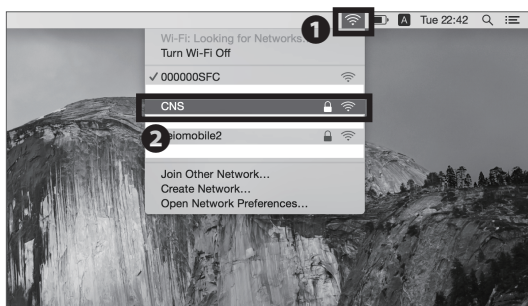 1
A Tue 22:42
Wi-Fi: Looking for Networks...
Turn Wi-Fi Off
✓ 000000SFC
CNS
2
eiomobile2
Join Other Network...
Create Network...
Open Network Preferences...